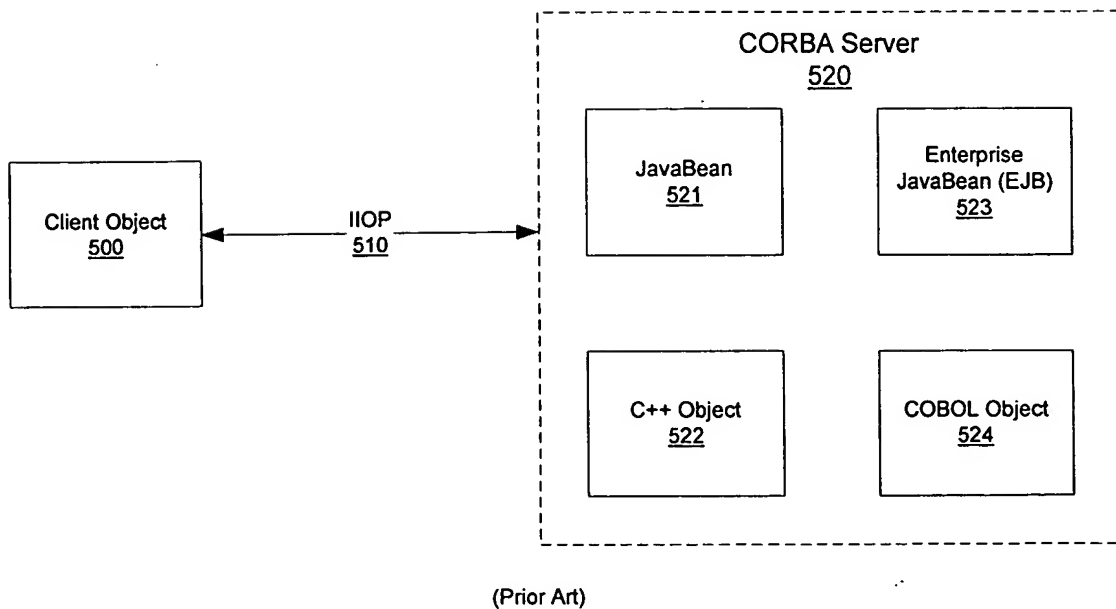 CORBA Server
520
JavaBean
521
Enterprise
JavaBean (EJB)
523
Client Object
500
IIOP
510
C++ Object
522
COBOL Object
524
(Prior Art)